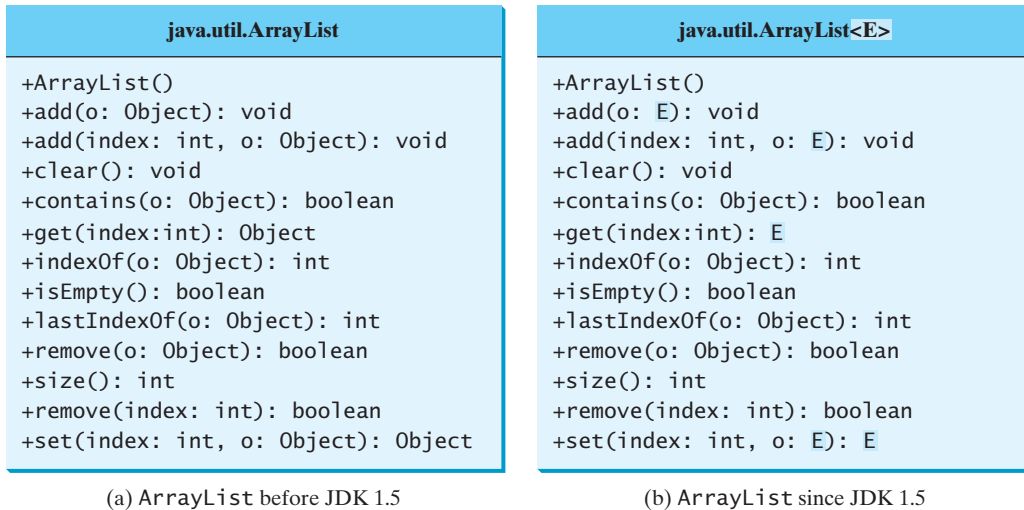 java.util.ArrayList
+ArrayList()
+add(o: Object): void
+add(index: int, o: Object): void
+clear(): void
+contains(o: Object): boolean
+get(index:int): Object
+indexOf(o: Object): int
+isEmpty(): boolean
+lastIndexOf(o: Object): int
+remove(o: Object): boolean
+size(): int
+remove(index: int): boolean
+set(index: int, o: Object): Object
(a) ArrayList before JDK 1.5
java.util.ArrayList<E>
+ArrayList()
+add(o: E): void
+add(index: int, o: E): void
+clear(): void
+contains(o: Object): boolean
+get(index:int): E
+indexOf(o: Object): int
+isEmpty(): boolean
+lastIndexOf(o: Object): int
+remove(o: Object): boolean
+size(): int
+remove(index: int): boolean
+set(index: int, o: E): E
(b) ArrayList since JDK 1.5